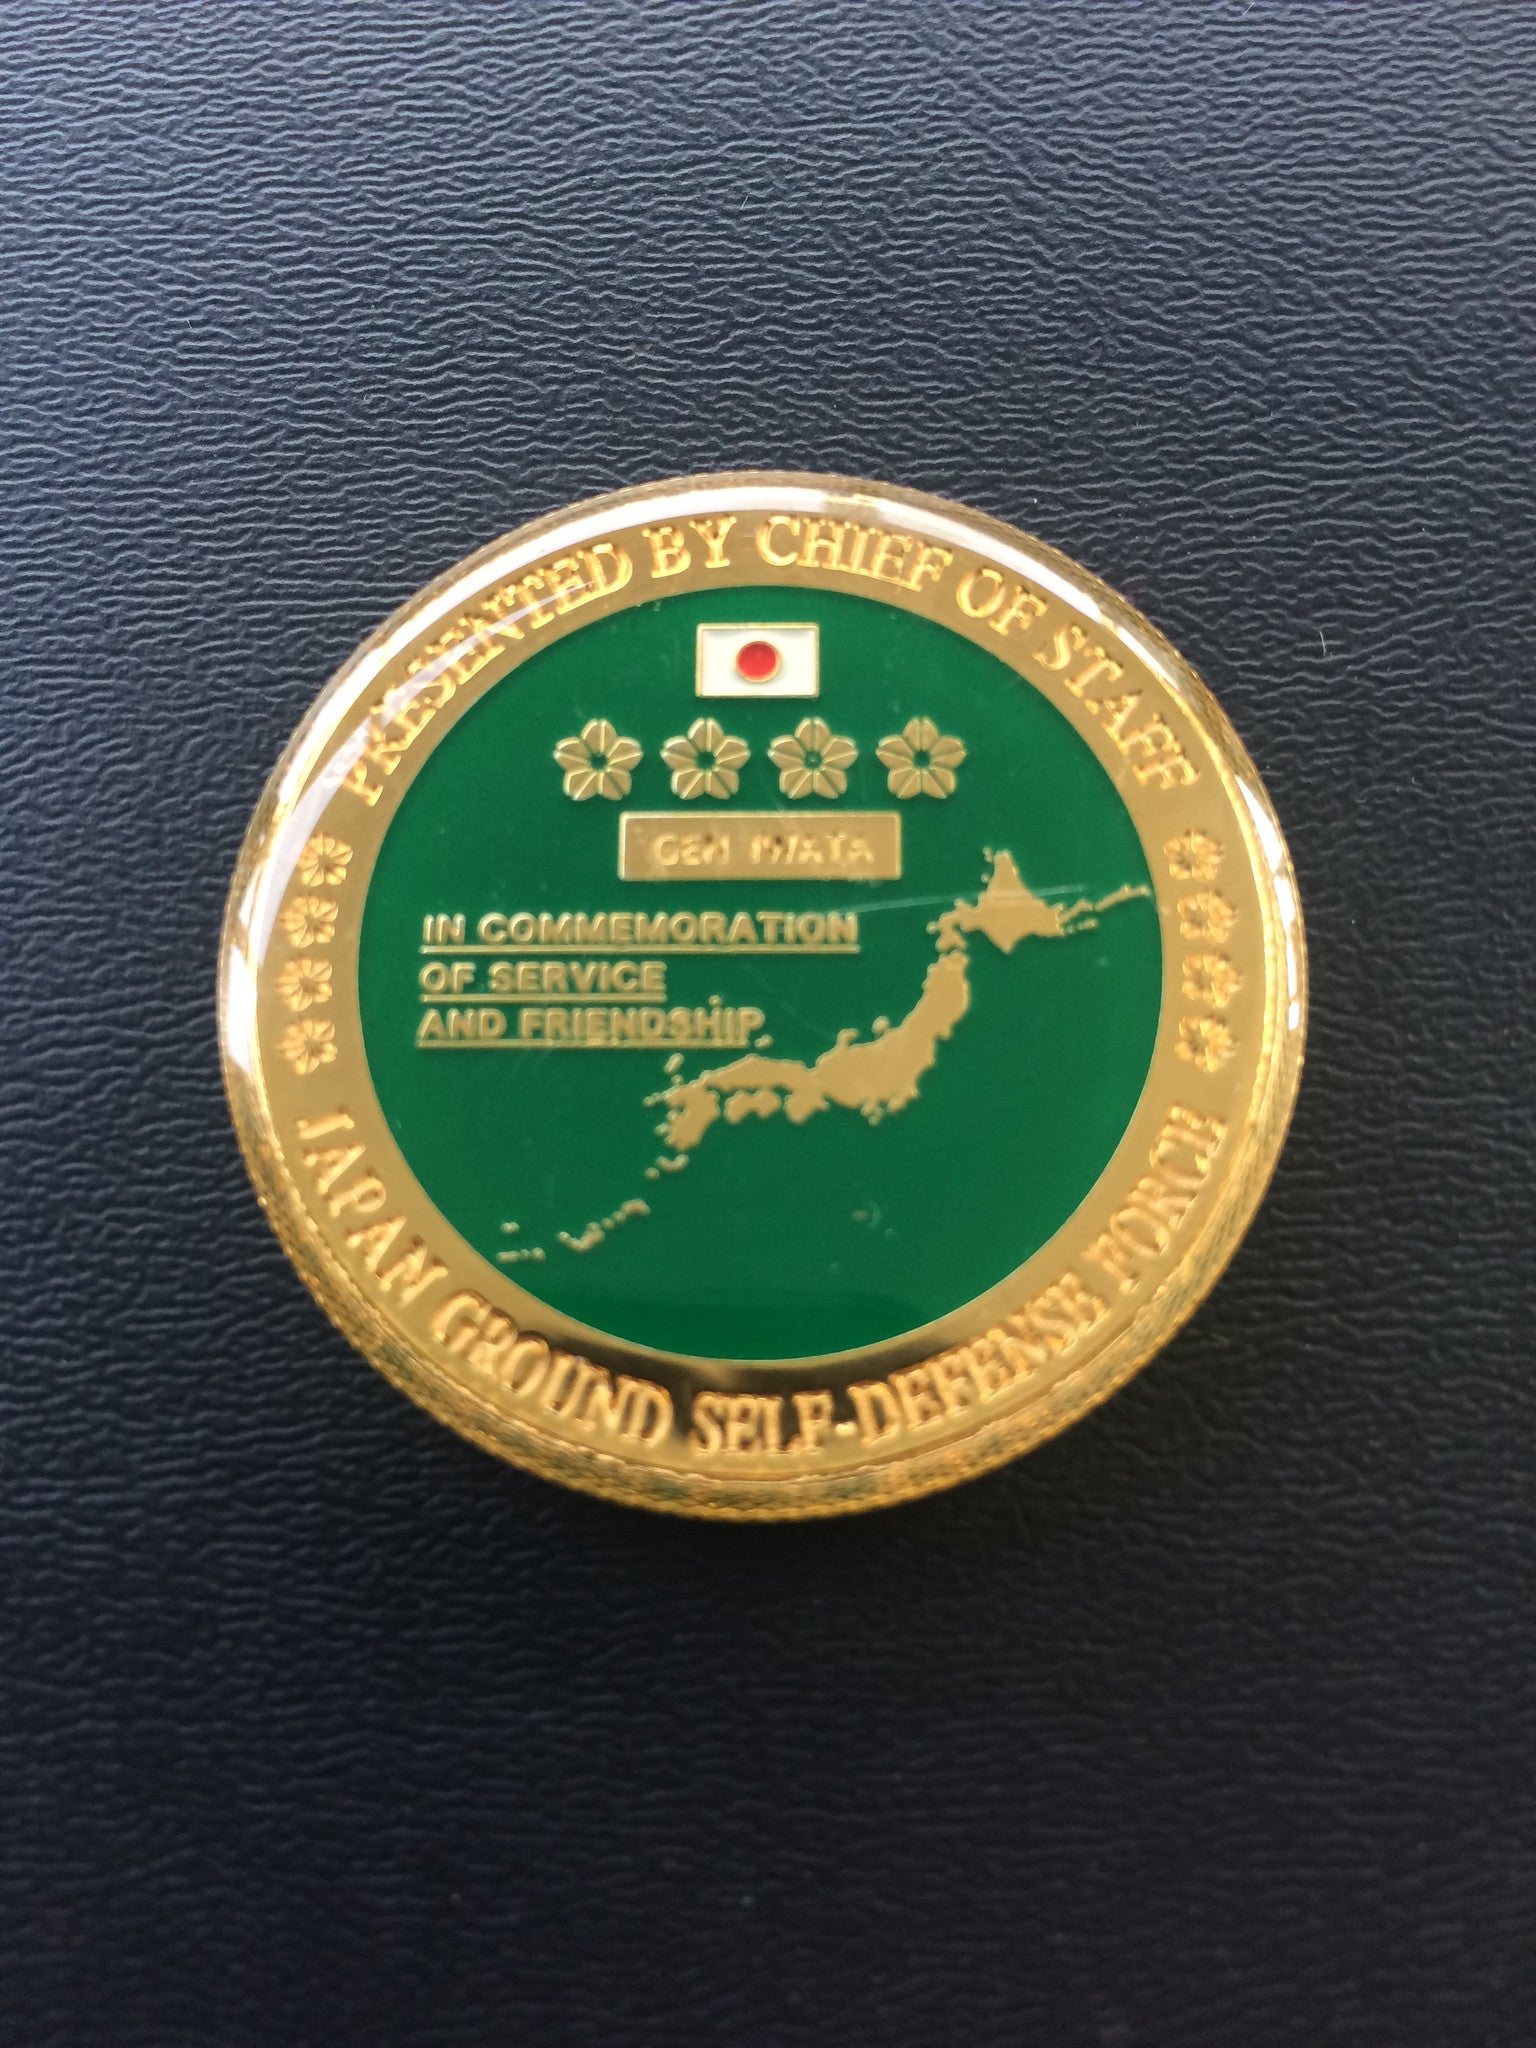 PRESENTED BY CHIEF OF STAFF
GEN IWATA
IN COMMEMORATION
OF SERVICE
AND FRIENDSHIP
JAPAN GROUND SELF-DEFENSE FORCE